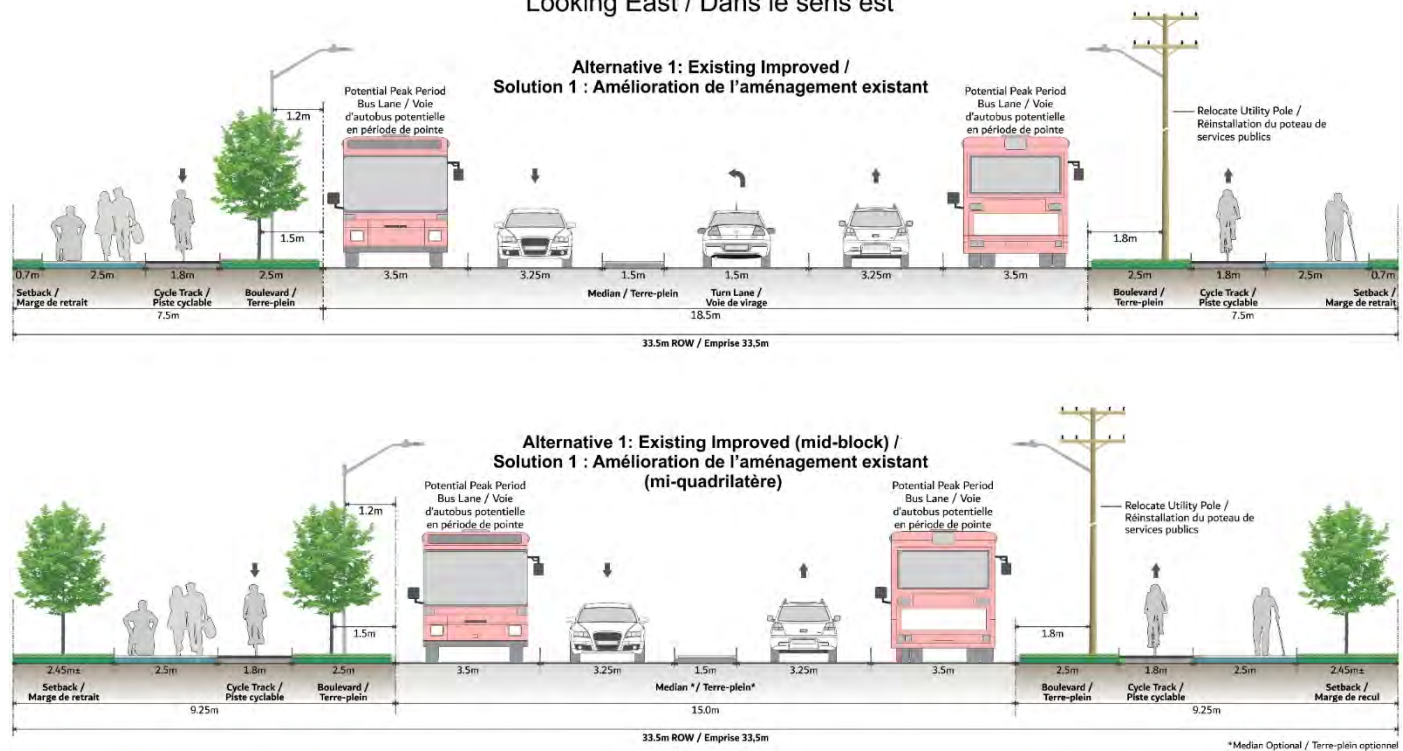 Looking East / Dans le sens est
Alternative 1: Existing Improved /
Solution 1 : Amélioration de l'aménagement existant
Potential Peak Period
Bus Lane / Voie
d'autobus potentielle
en période de pointe
Potential Peak Period
Bus Lane / Voie
d'autobus potentielle
en période de pointe
Relocate Utility Pole /
Réinstallation du poteau de
services publics
1.2m
1.5m
1.8m
0.7m
2.5m
1.8m
2.5m
3.5m
3.25m
1.5m
1.5m
3.25m
3.5m
2.5m
1.8m
2.5m
0.7m
Setback /
Marge de retrait
Cycle Track /
Piste cyclable
Boulevard /
Terre-plein
Median / Terre-plein
Turn Lane /
Voie de virage
Boulevard /
Terre-plein
Cycle Track /
Piste cyclable
Setback /
Marge de retrait
7.5m
18.5m
7.5m
33.5m ROW / Emprise 33,5m
Alternative 1: Existing Improved (mid-block) /
Solution 1 : Amélioration de l'aménagement existant
(mi-quadrilatère)
Potential Peak Period
Bus Lane / Voie
d'autobus potentielle
en période de pointe
Potential Peak Period
Bus Lane / Voie
d'autobus potentielle
en période de pointe
Relocate Utility Pole /
Réinstallation du poteau de
services publics
1.2m
1.5m
1.8m
2.45m±
2.5m
1.8m
2.5m
3.5m
3.25m
1.5m
3.25m
3.5m
2.5m
1.8m
2.5m
2.45m±
Setback /
Marge de retrait
Cycle Track /
Piste cyclable
Boulevard /
Terre-plein
Median */ Terre-plein*
Boulevard /
Terre-plein
Cycle Track /
Piste cyclable
Setback /
Marge de recul
9.25m
15.0m
9.25m
33.5m ROW / Emprise 33,5m
*Median Optional / Terre-plein optionnel